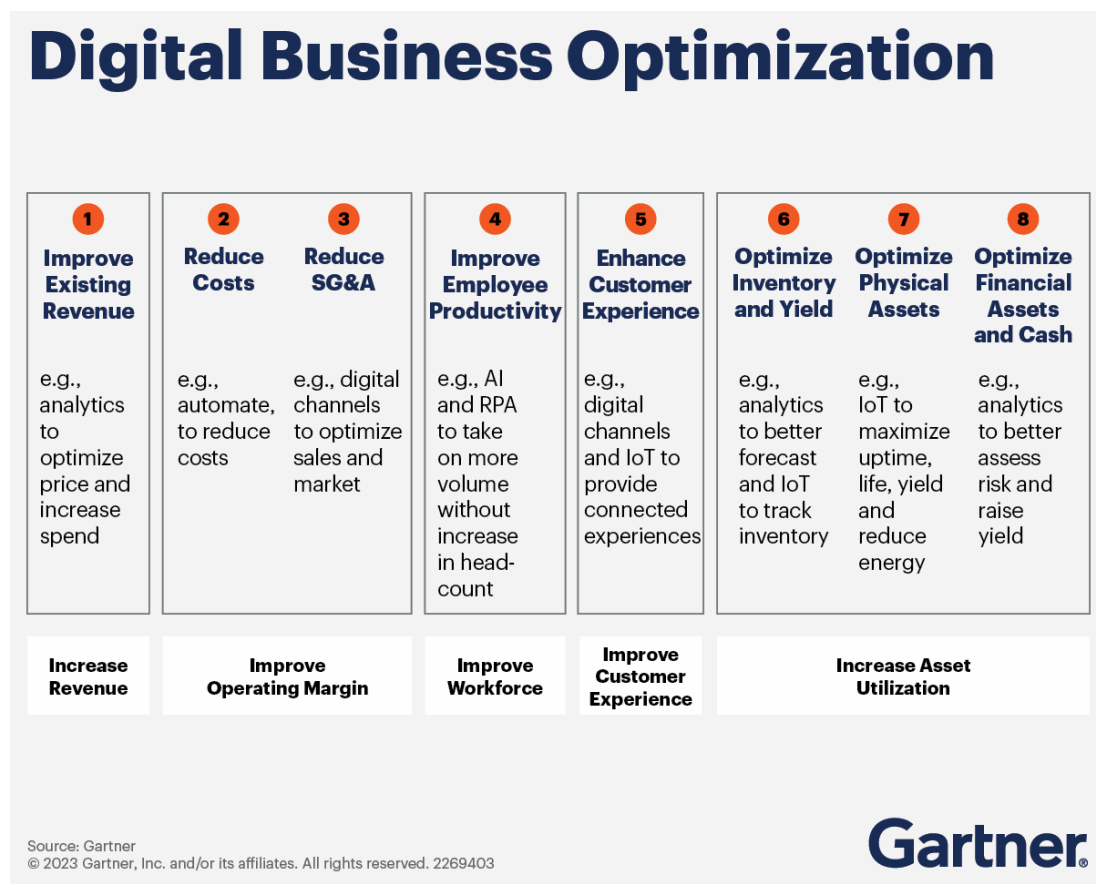 Digital Business Optimization
1
Improve
Existing
Revenue
e.g.,
analytics
to
optimize
price and
increase
spend
2
Reduce
Costs
e.g.,
automate,
to reduce
costs
3
Reduce
SG&A
e.g., digital
channels
to optimize
sales and
market
4
Improve
Employee
Productivity
e.g., AI
and RPA
to take
on more
volume
without
increase
in head-
count
5
Enhance
Customer
Experience
e.g.,
digital
channels
and IoT to
provide
connected
experiences
6
Optimize
Inventory
and Yield
e.g.,
analytics
to better
forecast
and IoT
to track
inventory
7
Optimize
Physical
Assets
e.g.,
IoT to
maximize
uptime,
life, yield
and
reduce
energy
8
Optimize
Financial
Assets
and Cash
e.g.,
analytics
to better
assess
risk and
raise
yield
Increase
Revenue
Improve
Operating Margin
Improve
Workforce
Improve
Customer
Experience
Increase Asset
Utilization
Source: Gartner
© 2023 Gartner, Inc. and/or its affiliates. All rights reserved. 2269403
Gartner®